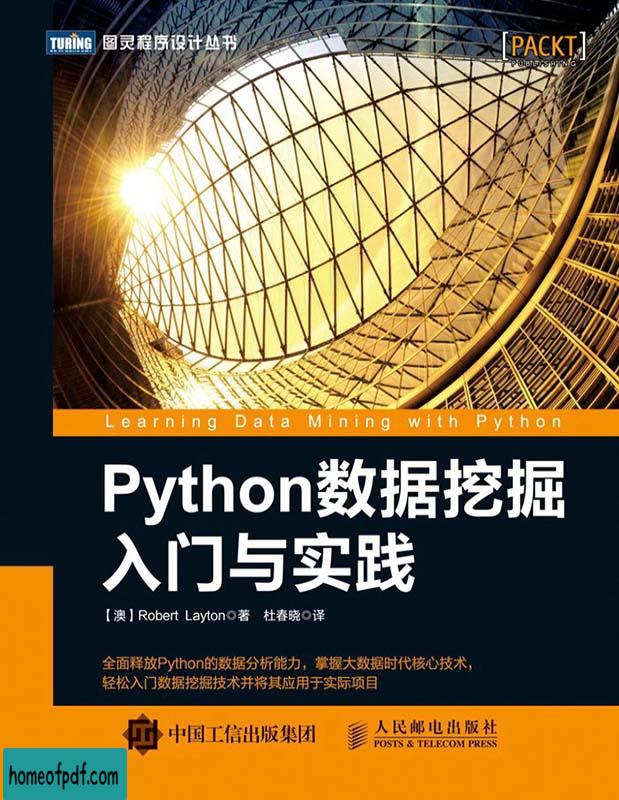 TURING 图灵程序设计丛书
[PACKT]
PUBLISHING
Learning Data Mining with Python
Python数据挖掘
入门与实践
【澳】Robert Layton◎著 杜春晓◎译
全面释放Python的数据分析能力，掌握大数据时代核心技术，
轻松入门数据挖掘技术并将其应用于实际项目
中国工信出版集团 人民邮电出版社
POSTS & TELECOM PRESS
homeofpdf.com